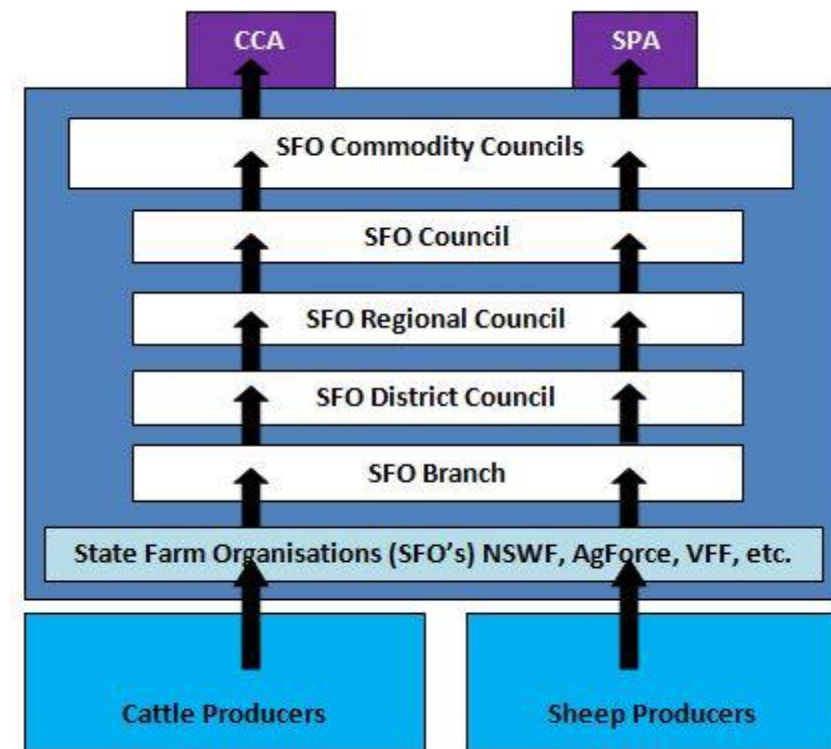 CCA
SPA
SFO Commodity Councils
SFO Council
SFO Regional Council
SFO District Council
SFO Branch
State Farm Organisations (SFO's) NSWF, AgForce, VFF, etc.
Cattle Producers
Sheep Producers